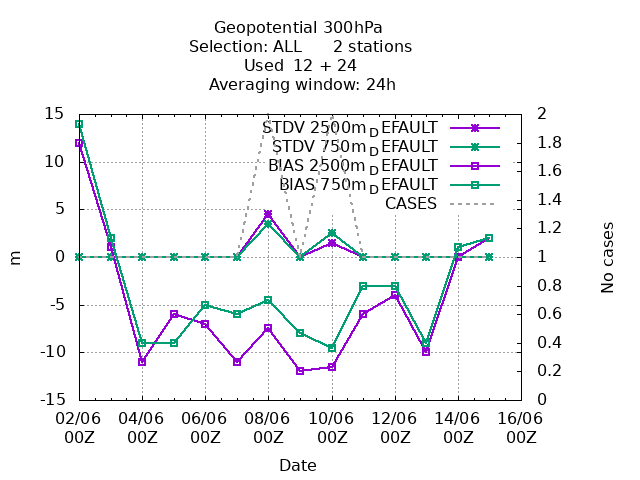 Geopotential 300hPa
Selection: ALL 2 stations
Used 12 + 24
Averaging window: 24h
STDV 2500m_DEFAULT
STDV 750m_DEFAULT
BIAS 2500m_DEFAULT
BIAS 750m_DEFAULT
CASES
15
10
5
0
-5
-10
-15
m
2
1.8
1.6
1.4
1.2
1
0.8
0.6
0.4
0.2
0
No cases
02/06 04/06 06/06 08/06 10/06 12/06 14/06 16/06
00Z 00Z 00Z 00Z 00Z 00Z 00Z 00Z
Date